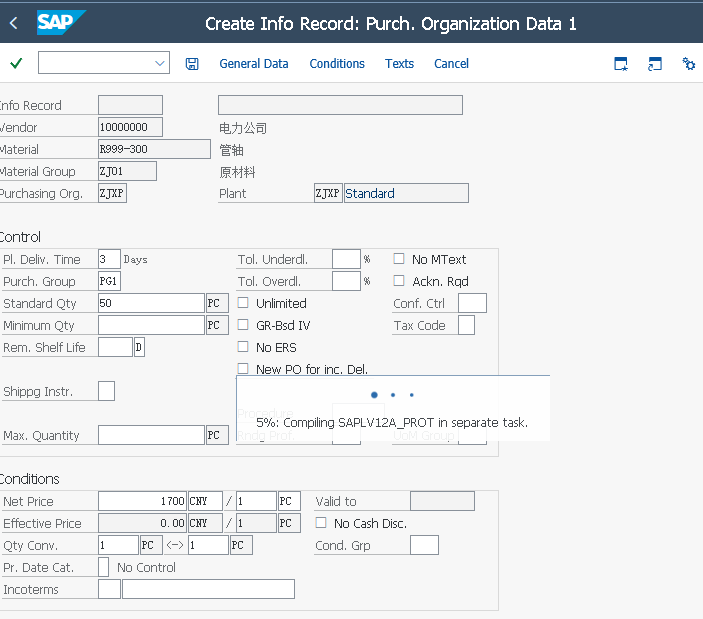 SAP Create Info Record: Purch. Organization Data 1
General Data Conditions Texts Cancel
Info Record
Vendor 10000000 电力公司
Material R999-300 管轴
Material Group ZJ01 原材料
Purchasing Org. ZJXP Plant ZJXP Standard
Control
Pl. Deliv. Time 3 Days Tol. Underdl. % No MText
Purch. Group PG1 Tol. Overdl. % Ackn. Rqd
Standard Qty 50 PC Unlimited Conf. Ctrl
Minimum Qty PC GR-Bsd IV Tax Code
Rem. Shelf Life D No ERS
New PO for inc. Del.
Shippg Instr.
Procedure
5%: Compiling SAPLV12A_PROT in separate task.
Max. Quantity PC Rndg Prof. UoM Group
Conditions
Net Price 1700 CNY / 1 PC Valid to
Effective Price 0.00 CNY / 1 PC No Cash Disc.
Qty Conv. 1 PC <-> 1 PC Cond. Grp
Pr. Date Cat. No Control
Incoterms